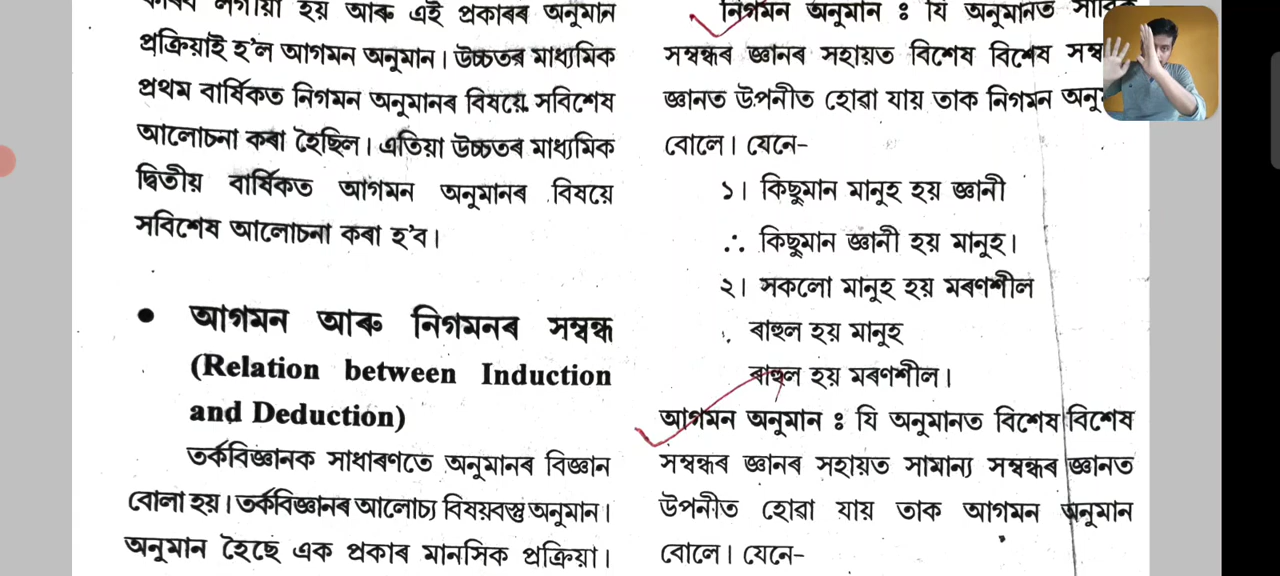 লগোৱা হয় আৰু এই প্ৰকাৰৰ অনুমান
প্ৰক্ৰিয়াই হ'ল আগমন অনুমান। উচ্চতৰ মাধ্যমিক
প্ৰথম বাৰ্ষিকত নিগমন অনুমানৰ বিষয়ে সবিশেষ
আলোচনা কৰা হৈছিল। এতিয়া উচ্চতৰ মাধ্যমিক
দ্বিতীয় বাৰ্ষিকত আগমন অনুমানৰ বিষয়ে
সবিশেষ আলোচনা কৰা হ'ব।
• আগমন আৰু নিগমনৰ সম্বন্ধ
(Relation between Induction
and Deduction)
তৰ্কবিজ্ঞানক সাধাৰণতে অনুমানৰ বিজ্ঞান
বোলা হয়। তৰ্কবিজ্ঞানৰ আলোচ্য বিষয়বস্তু অনুমান।
অনুমান হৈছে এক প্ৰকাৰ মানসিক প্ৰক্ৰিয়া।
নিগমন অনুমান : যি অনুমানত
সম্বন্ধৰ জ্ঞানৰ সহায়ত বিশেষ বিশেষ
জ্ঞানত উপনীত হোৱা যায় তাক নিগমন
বোলে। যেনে-
১। কিছুমান মানুহ হয় জ্ঞানী
∴ কিছুমান জ্ঞানী হয় মানুহ।
২। সকলো মানুহ হয় মৰণশীল
ৰাহুল হয় মানুহ
ৰাহুল হয় মৰণশীল।
আগমন অনুমান : যি অনুমানত বিশেষ বিশেষ
সম্বন্ধৰ জ্ঞানৰ সহায়ত সামান্য সম্বন্ধৰ জ্ঞানত
উপনীত হোৱা যায় তাক আগমন অনুমান
বোলে। যেনে-